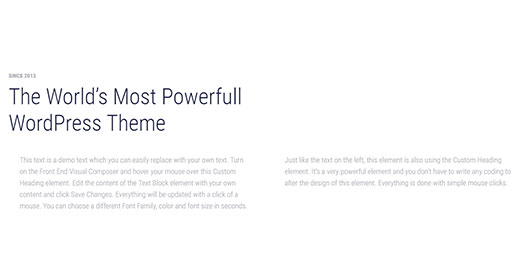 SINCE 2013
The World's Most Powerfull
WordPress Theme
This text is a demo text which you can easily replace with your own text. Turn
on the Front End Visual Composer and hover your mouse over this Custom
Heading element. Edit the content of the Text Block element with your own
content and click Save Changes. Everything will be updated with a click of a
mouse. You can choose a different Font Family, color and font size in seconds.
Just like the text on the left, this element is also using the Custom Heading
element. It's a very powerful element and you don't have to write any coding to
alter the design of this element. Everything is done with simple mouse clicks.